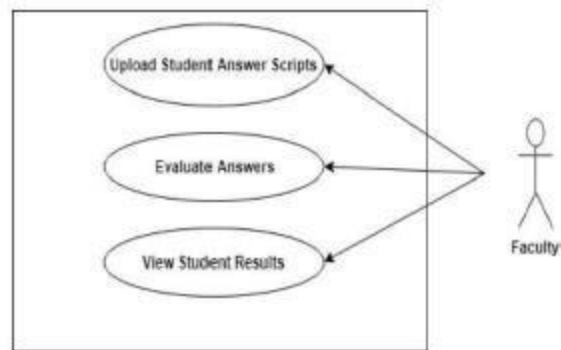 Upload Student Answer Scripts
Evaluate Answers
View Student Results
Faculty